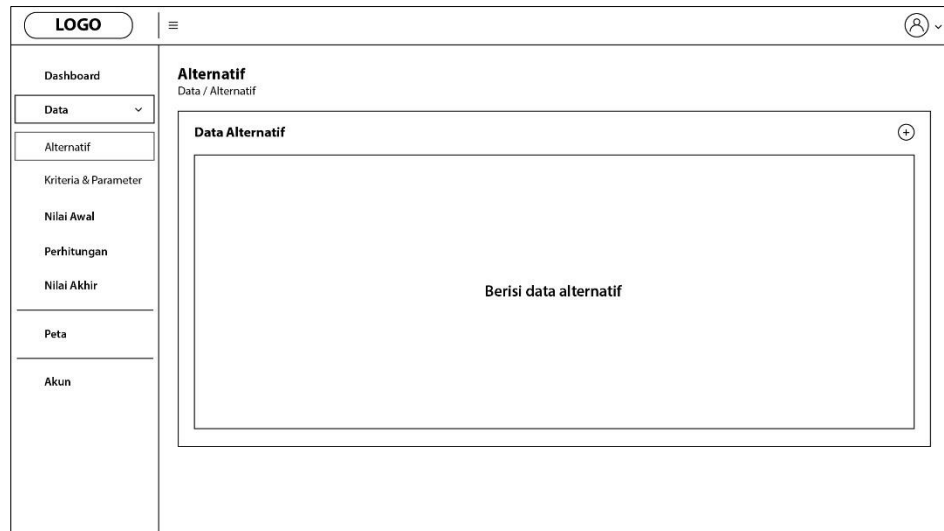 LOGO
Dashboard
Data
Alternatif
Kriteria & Parameter
Nilai Awal
Perhitungan
Nilai Akhir
Peta
Akun
Alternatif
Data / Alternatif
Data Alternatif
Berisi data alternatif